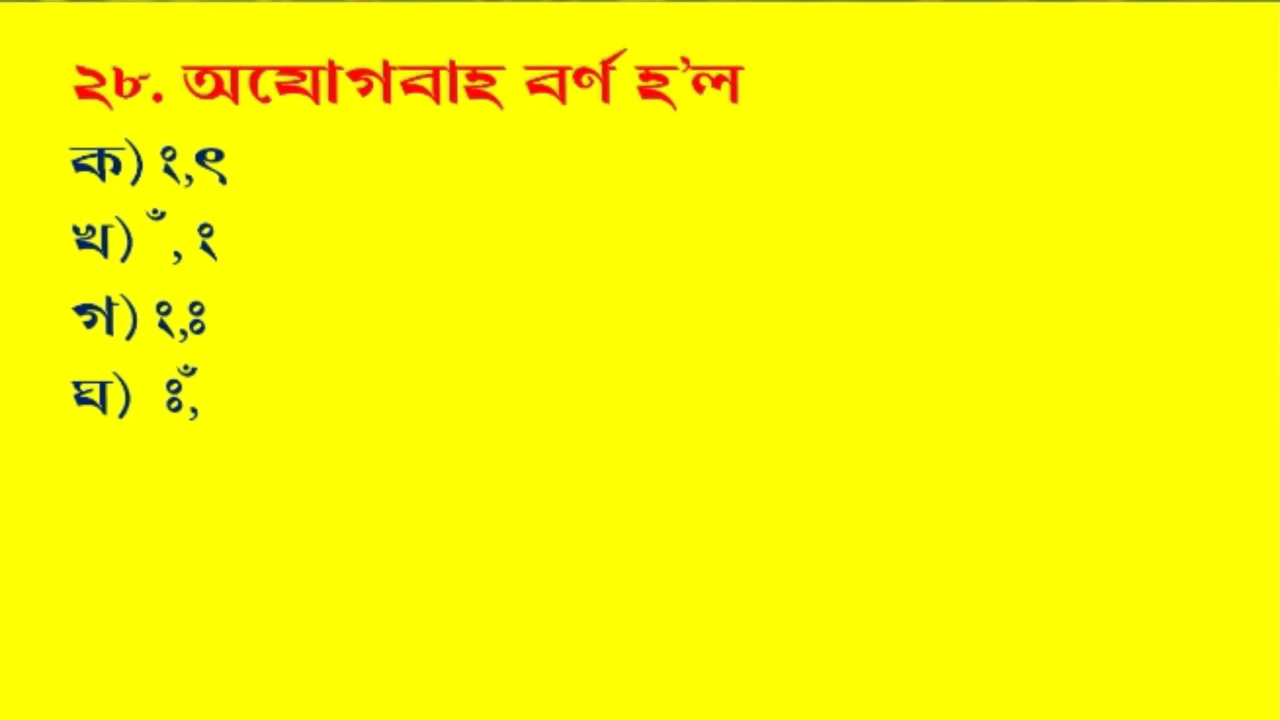 ২৮. অযোগবাহ বর্ণ হ'ল
ক) ং,ৎ
খ) ঁ , ং
গ) ং,ঃ
ঘ) ঃ,ঁ